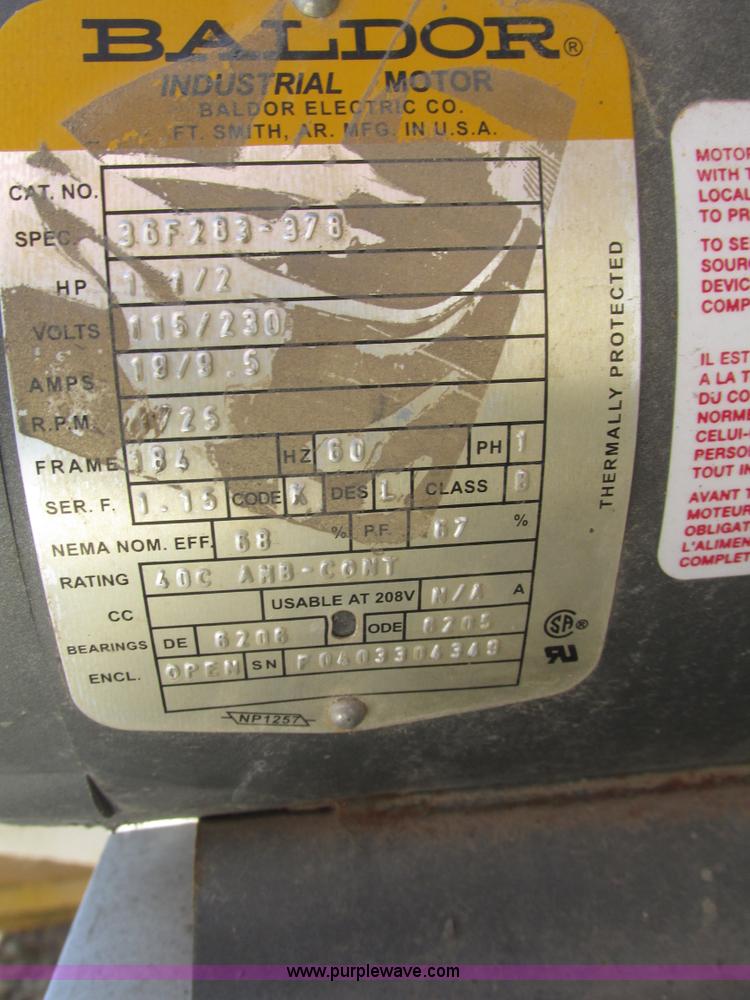 BALDOR®
INDUSTRIAL MOTOR
BALDOR ELECTRIC CO.
FT. SMITH, AR. MFG. IN U.S.A.
CAT. NO.
SPEC. 36F283-378
HP 1 1/2
VOLTS 115/230
AMPS 19/9.5
R.P.M. 1725
FRAME 184 HZ 60 PH 1
SER. F. 1.15 CODE K DES L CLASS B
NEMA NOM. EFF. 68 % P.F. 67 %
RATING 40C AMB-CONT
CC USABLE AT 208V N/A A
BEARINGS DE 6206 ODE 6205
ENCL. OPEN SN F0403304349
NP1257
THERMALLY PROTECTED
SA®
MOTOR
WITH
LOCAL
TO PR
TO SE
SOUR
DEVIC
COMP
IL EST
A LA T
DU CO
NORME
CELUI-
PERSO
TOUT IN
AVANT T
MOTEUR
OBLIGAT
L'ALIMEN
COMPLET
www.purplewave.com